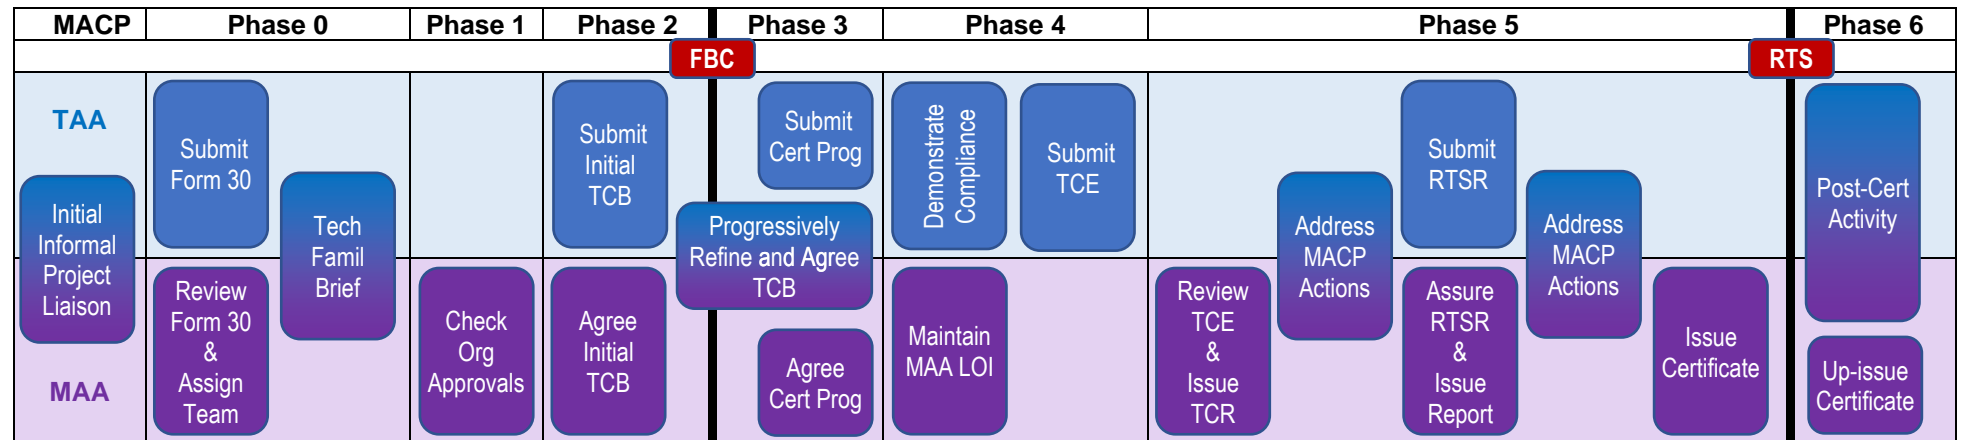 MACP
Phase 0
Phase 1
Phase 2
Phase 3
Phase 4
Phase 5
Phase 6
FBC
RTS
TAA
MAA
Initial
Informal
Project
Liaison
Submit
Form 30
Review
Form 30
&
Assign
Team
Tech
Famil
Brief
Check
Org
Approvals
Submit
Initial
TCB
Agree
Initial
TCB
Progressively
Refine and Agree
TCB
Submit
Cert Prog
Agree
Cert Prog
Demonstrate
Compliance
Maintain
MAA LOI
Submit
TCE
Review
TCE
&
Issue
TCR
Address
MACP
Actions
Submit
RTSR
Assure
RTSR
&
Issue
Report
Address
MACP
Actions
Issue
Certificate
Post-Cert
Activity
Up-issue
Certificate